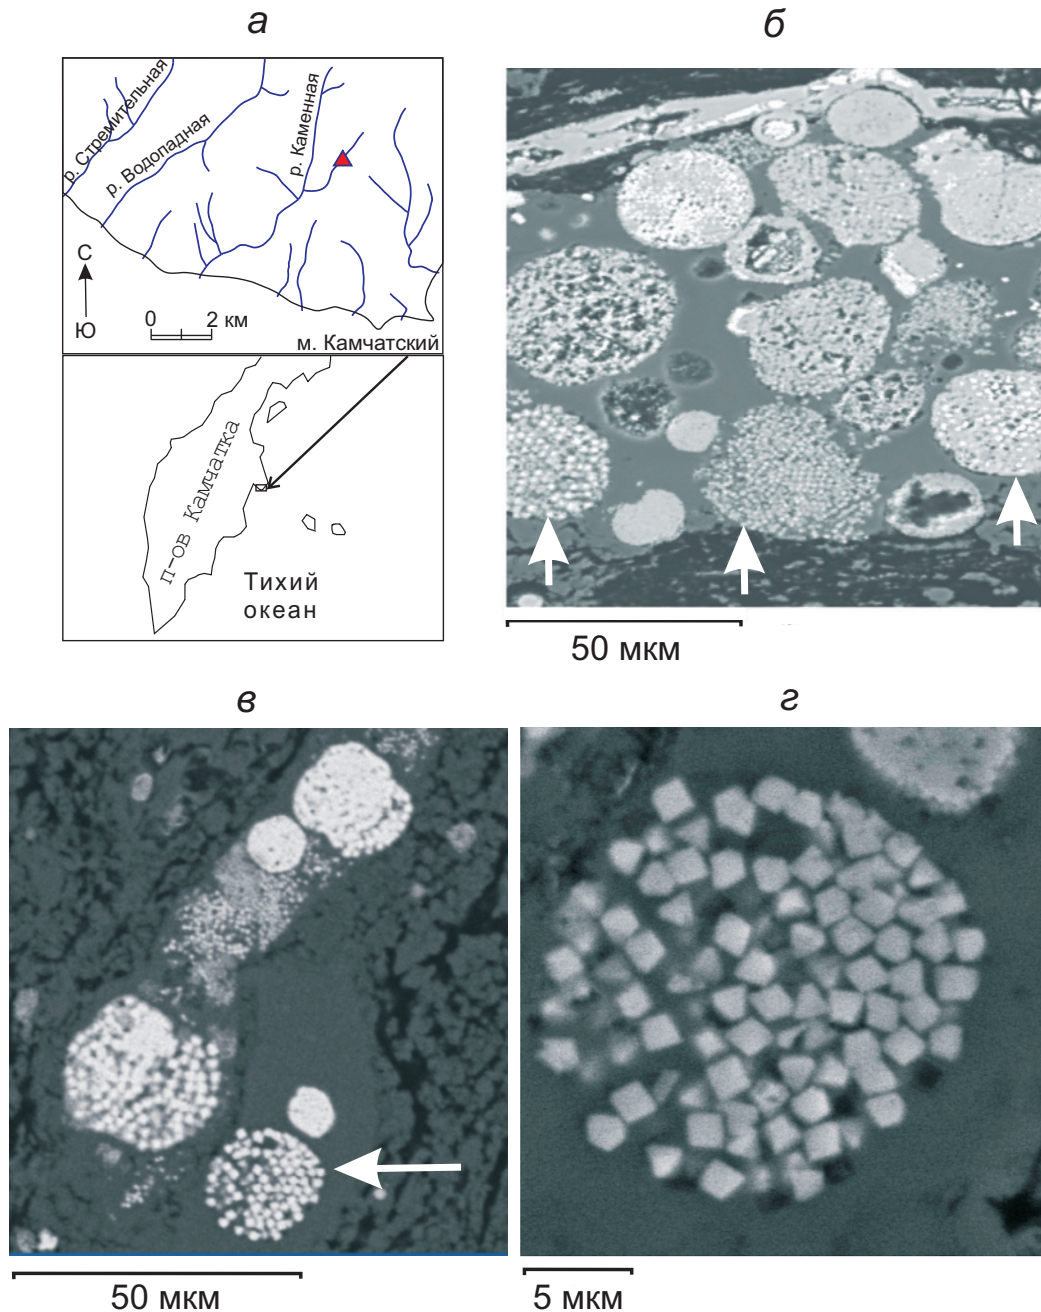 а
б
р. Стремительная
р. Водопадная
р. Каменная
С
Ю
0 2 км
м. Камчатский
п-ов Камчатка
Тихий
океан
50 мкм
в
г
50 мкм
5 мкм